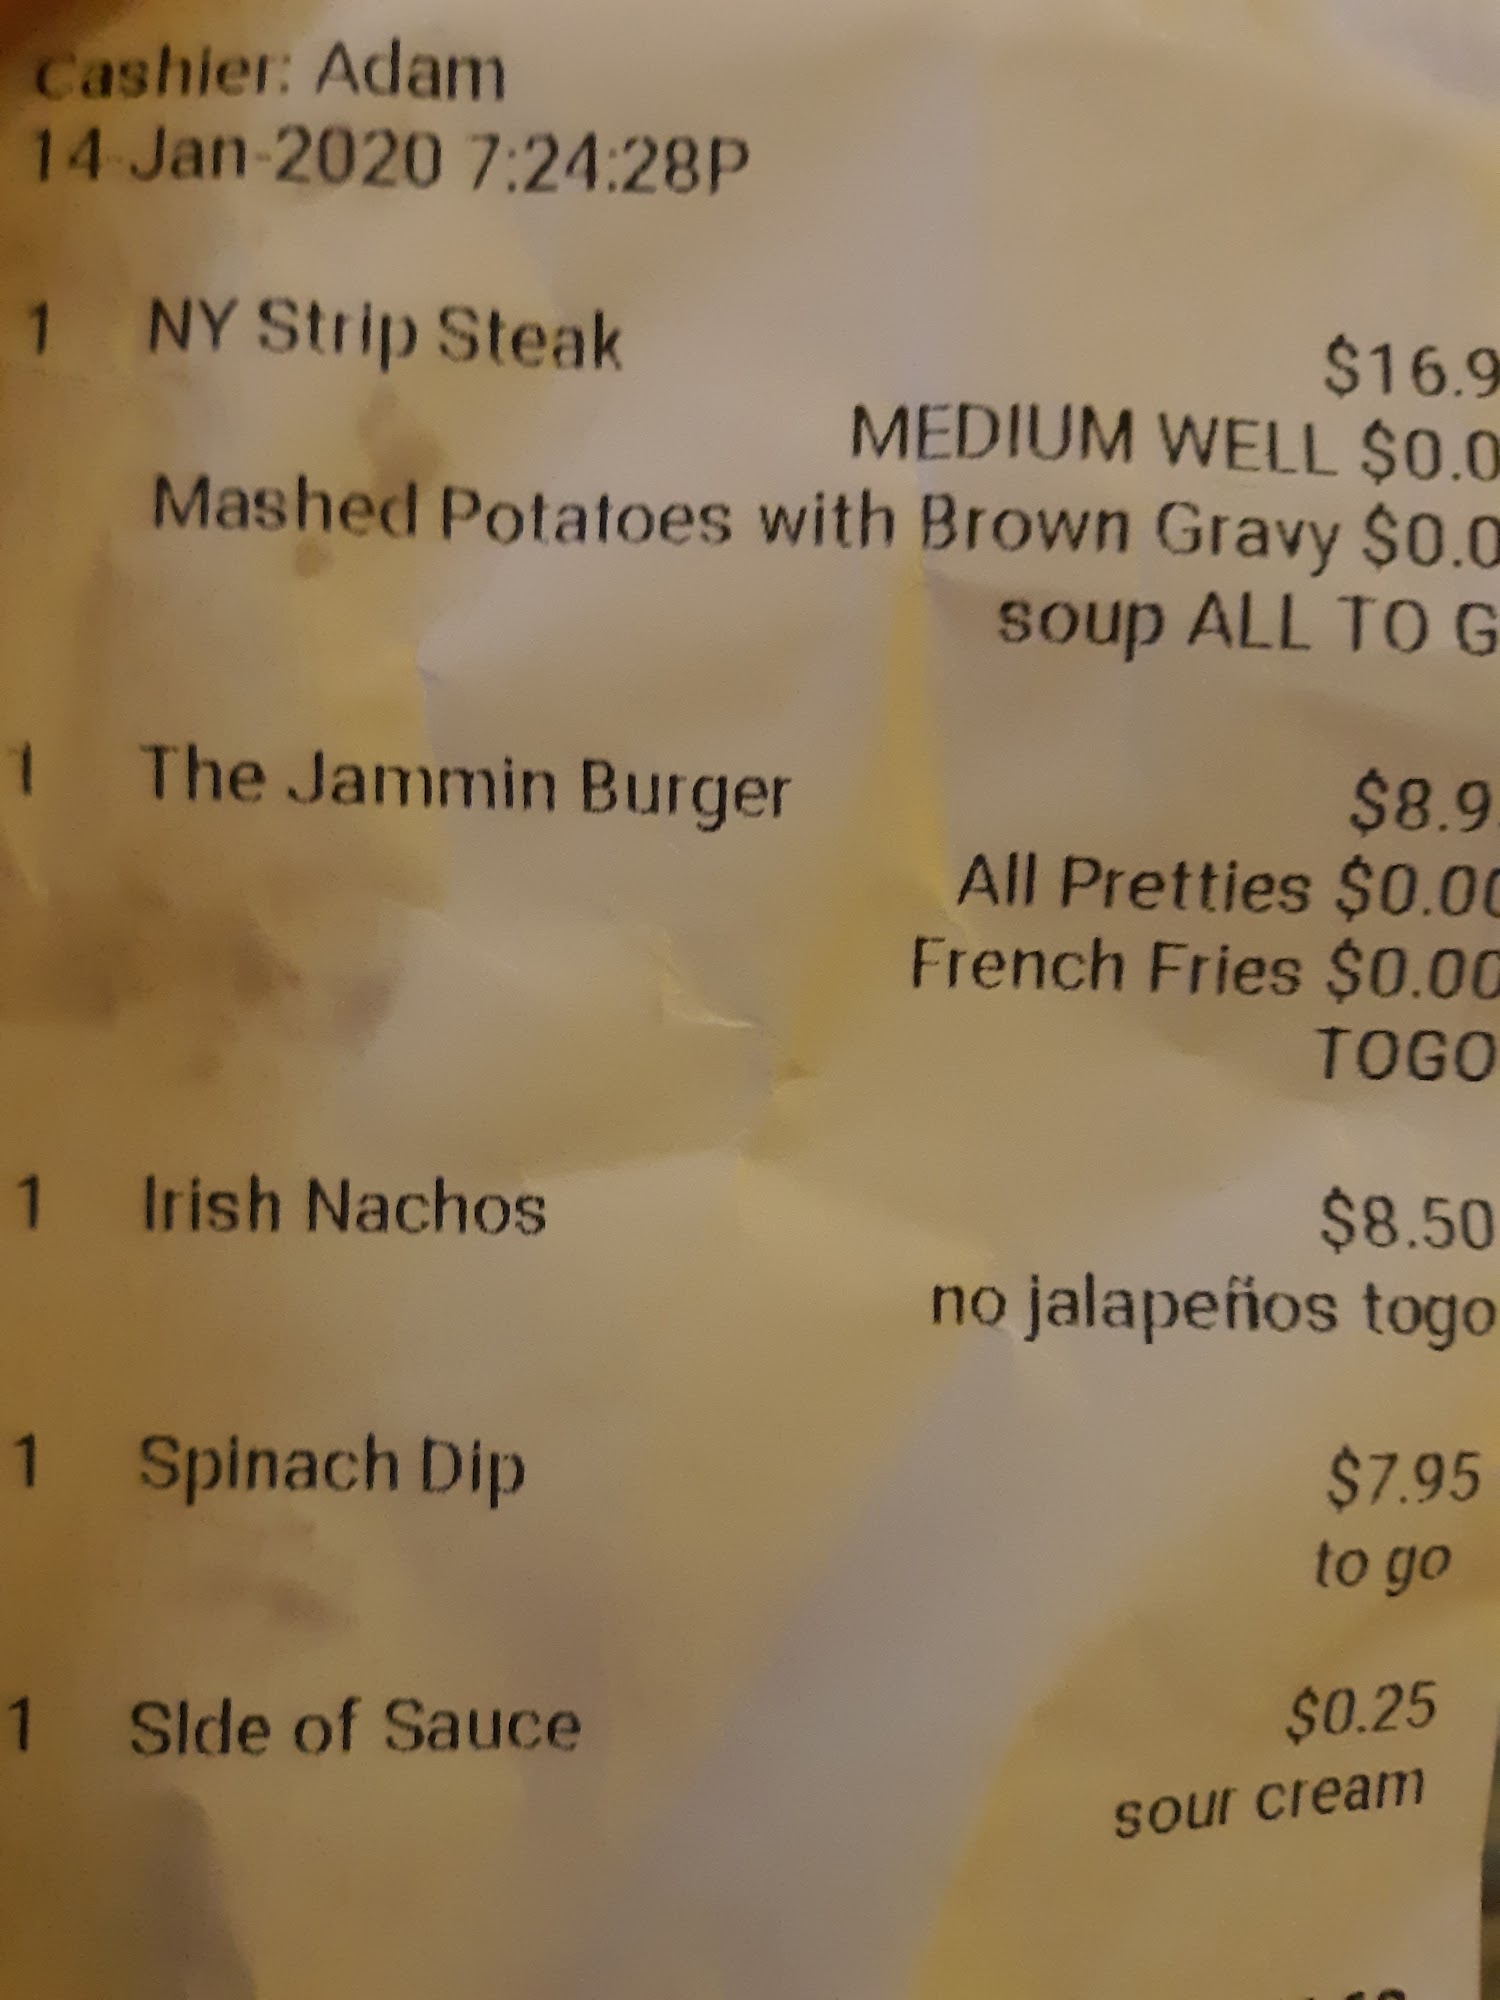 Cashier: Adam
14-Jan-2020 7:24:28P
1 NY Strip Steak $16.9
MEDIUM WELL $0.0
Mashed Potatoes with Brown Gravy $0.0
soup ALL TO G
1 The Jammin Burger $8.9
All Pretties $0.00
French Fries $0.00
TOGO
1 Irish Nachos $8.50
no jalapeños togo
1 Spinach Dip $7.95
to go
1 SIde of Sauce $0.25
sour cream